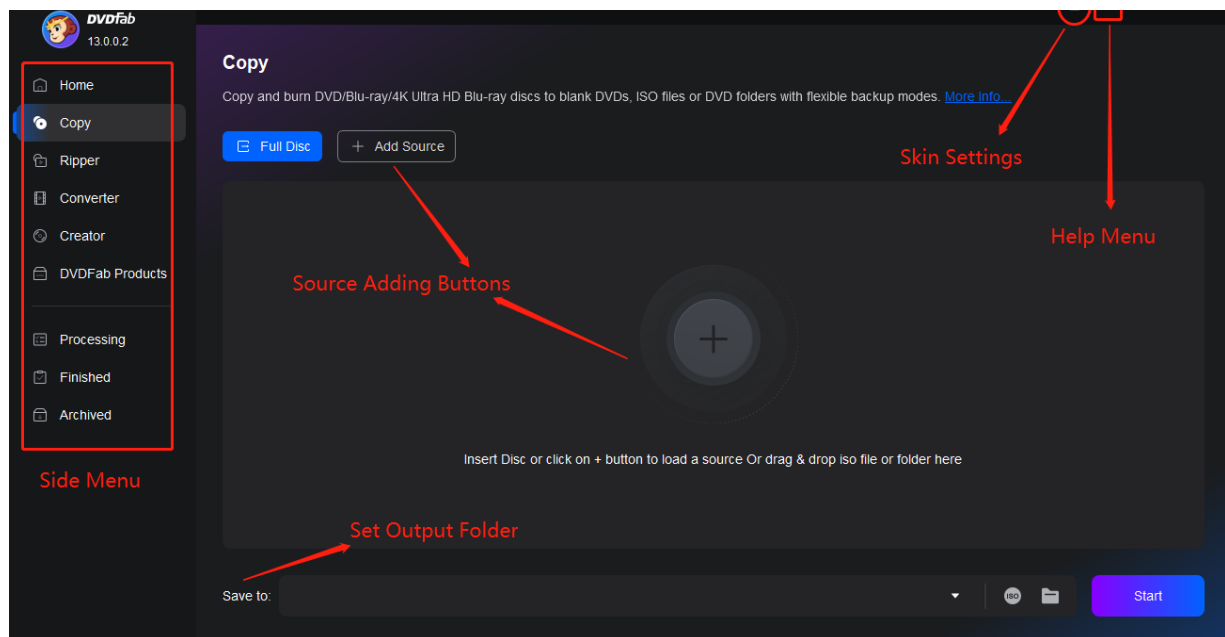 DVDFab
13.0.0.2
Home
Copy
Ripper
Converter
Creator
DVDFab Products
Processing
Finished
Archived
Side Menu
Copy
Copy and burn DVD/Blu-ray/4K Ultra HD Blu-ray discs to blank DVDs, ISO files or DVD folders with flexible backup modes. More Info...
Full Disc
Add Source
Skin Settings
Help Menu
Source Adding Buttons
Insert Disc or click on + button to load a source Or drag & drop iso file or folder here
Set Output Folder
Save to:
ISO
Start